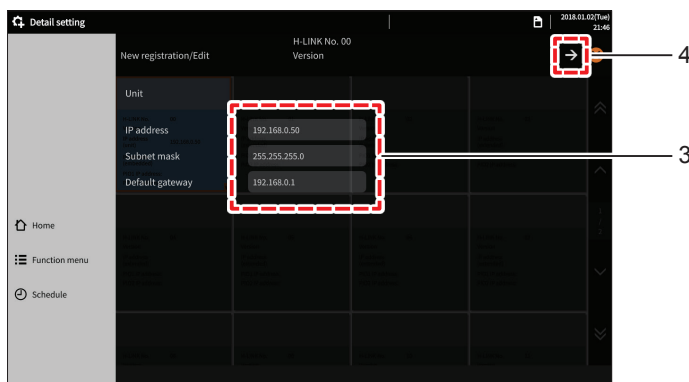 Detail setting
2018.01.02(Tue)
21:46
H-LINK No. 00
New registration/Edit
Version
4
Unit
IP address
192.168.0.50
Subnet mask
255.255.255.0
3
Default gateway
192.168.0.1
Home
Function menu
Schedule